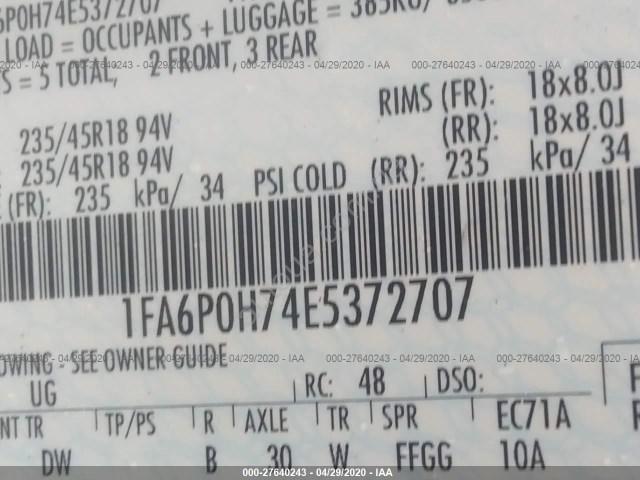 6P0H74E5372707
LOAD = OCCUPANTS + LUGGAGE = 385KG/
= 5 TOTAL, 2 FRONT, 3 REAR
000-27640243 - 04/29/2020 - IAA
RIMS (FR): 18x8.0J
235/45R18 94V (RR): 18x8.0J
235/45R18 94V
(FR): 235 kPa/ 34 PSI COLD (RR): 235 kPa/ 34
1FA6P0H74E5372707
OWING - SEE OWNER GUIDE
000-27640243 - 04/29/2020 - IAA
UG RC: 48 DSO:
NT TR TP/PS R AXLE TR SPR EC71A
DW B 30 W FFGG 10A
000-27640243 - 04/29/2020 - IAA